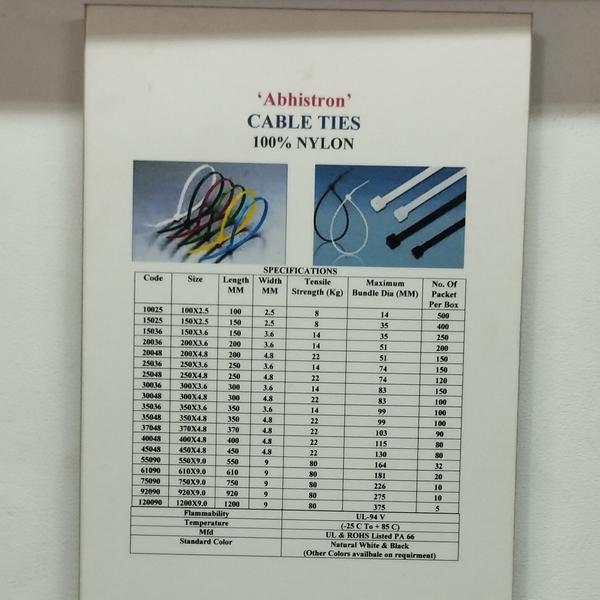 ‘Abhistron’
CABLE TIES
100% NYLON
SPECIFICATIONS
Code Size Length MM Width MM Tensile Strength (Kg) Maximum Bundle Dia (MM) No. Of Packet Per Box
10025 100X2.5 100 2.5 8 14 500
15025 150X2.5 150 2.5 8 35 400
15036 150X3.6 150 3.6 14 35 250
20036 200X3.6 200 3.6 14 51 200
20048 200X4.8 200 4.8 22 51 150
25036 250X3.6 250 3.6 14 74 150
25048 250X4.8 250 4.8 22 74 120
30036 300X3.6 300 3.6 14 83 150
30048 300X4.8 300 4.8 22 83 100
35036 350X3.6 350 3.6 14 99 100
35048 350X4.8 350 4.8 22 99 100
37048 370X4.8 370 4.8 22 103 90
40048 400X4.8 400 4.8 22 115 80
45048 450X4.8 450 4.8 22 130 80
55090 550X9.0 550 9 80 164 32
61090 610X9.0 610 9 80 181 20
75090 750X9.0 750 9 80 226 10
92090 920X9.0 920 9 80 275 10
120090 1200X9.0 1200 9 80 375 5
Flammability UL-94 V
Temperature (-25 C To + 85 C)
Mfd UL & ROHS Listed PA 66
Standard Color Natural White & Black
(Other Colors availbale on requirment)